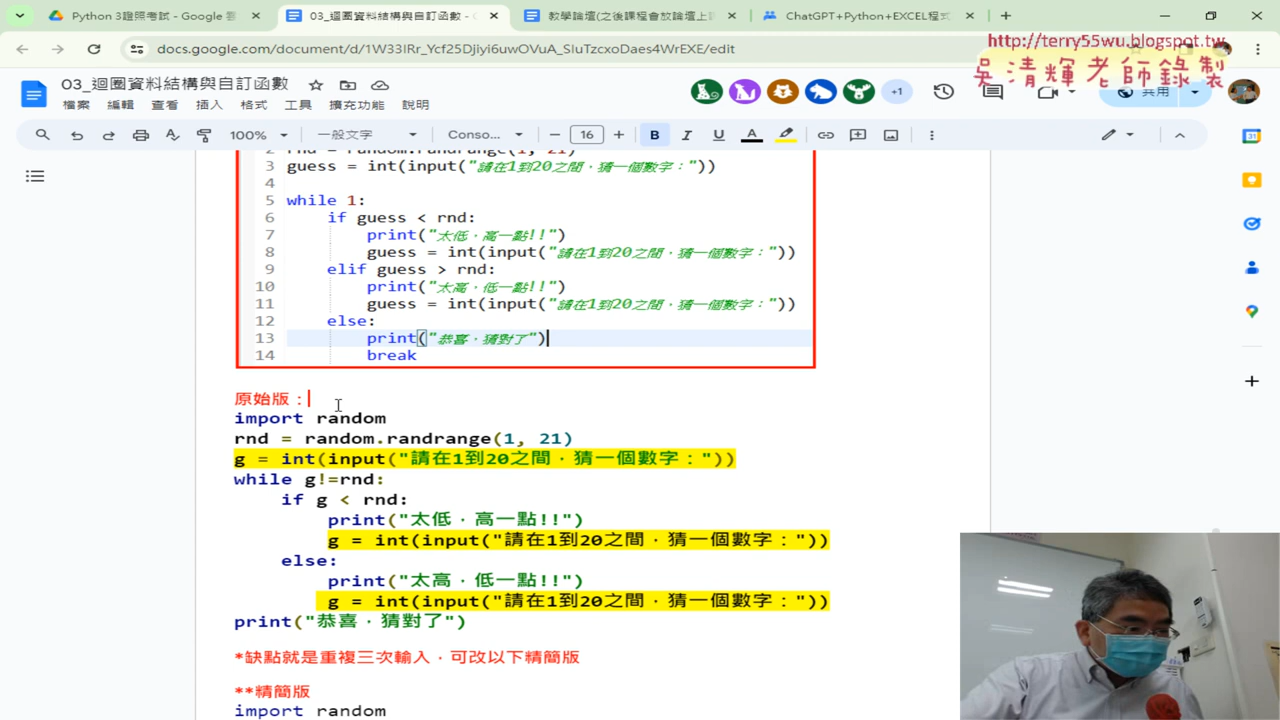 Python 3證照考試 - Google 雲
03_迴圈資料結構與自訂函數 - G
教學論壇(之後課程會放論壇上課
ChatGPT+Python+EXCEL程式
docs.google.com/document/d/1W33IRr_Ycf25Djiyi6uwOVuA_SIuTzcxoDaes4WrEXE/edit
http://terry55wu.blogspot.tw
吳清輝老師錄製
03_迴圈資料結構與自訂函數
檔案 編輯 查看 插入 格式 工具 擴充功能 說明
+1
共用
100% 一般文字 Conso... 16 B I U A
2 rnd = random.randrange(1, 21)
3 guess = int(input("請在1到20之間，猜一個數字："))
4
5 while 1:
6 if guess < rnd:
7 print("太低，高一點!!")
8 guess = int(input("請在1到20之間，猜一個數字："))
9 elif guess > rnd:
10 print("太高，低一點!!")
11 guess = int(input("請在1到20之間，猜一個數字："))
12 else:
13 print("恭喜，猜對了")
14 break
原始版：
import random
rnd = random.randrange(1, 21)
g = int(input("請在1到20之間，猜一個數字："))
while g!=rnd:
if g < rnd:
print("太低，高一點!!")
g = int(input("請在1到20之間，猜一個數字："))
else:
print("太高，低一點!!")
g = int(input("請在1到20之間，猜一個數字："))
print("恭喜，猜對了")
*缺點就是重複三次輸入，可改以下精簡版
**精簡版
import random